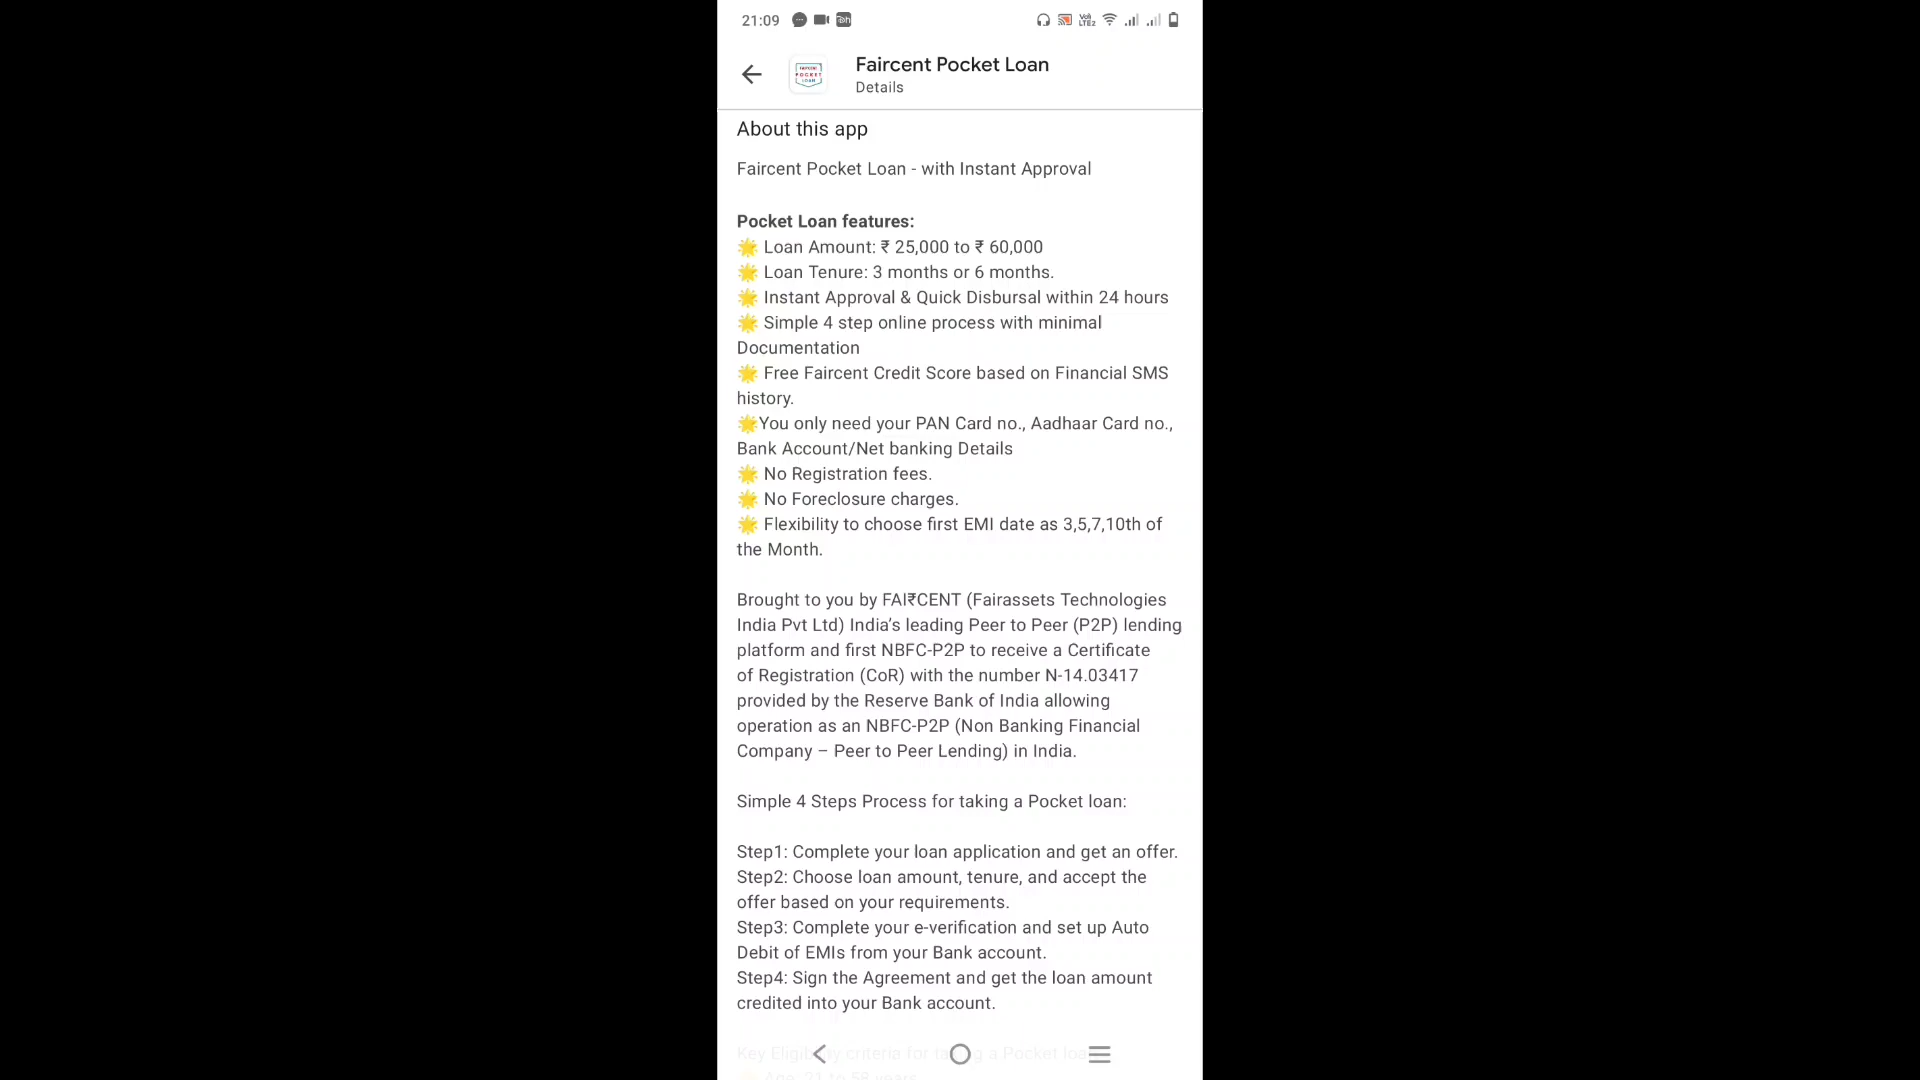 21:09
Faircent Pocket Loan
Details
About this app
Faircent Pocket Loan - with Instant Approval
Pocket Loan features:
🌟 Loan Amount: ₹ 25,000 to ₹ 60,000
🌟 Loan Tenure: 3 months or 6 months.
🌟 Instant Approval & Quick Disbursal within 24 hours
🌟 Simple 4 step online process with minimal
Documentation
🌟 Free Faircent Credit Score based on Financial SMS
history.
🌟You only need your PAN Card no., Aadhaar Card no.,
Bank Account/Net banking Details
🌟 No Registration fees.
🌟 No Foreclosure charges.
🌟 Flexibility to choose first EMI date as 3,5,7,10th of
the Month.
Brought to you by FAI₹CENT (Fairassets Technologies
India Pvt Ltd) India’s leading Peer to Peer (P2P) lending
platform and first NBFC-P2P to receive a Certificate
of Registration (CoR) with the number N-14.03417
provided by the Reserve Bank of India allowing
operation as an NBFC-P2P (Non Banking Financial
Company – Peer to Peer Lending) in India.
Simple 4 Steps Process for taking a Pocket loan:
Step1: Complete your loan application and get an offer.
Step2: Choose loan amount, tenure, and accept the
offer based on your requirements.
Step3: Complete your e-verification and set up Auto
Debit of EMIs from your Bank account.
Step4: Sign the Agreement and get the loan amount
credited into your Bank account.
Key criteria for a Pocket
Age: 21 to 58 years